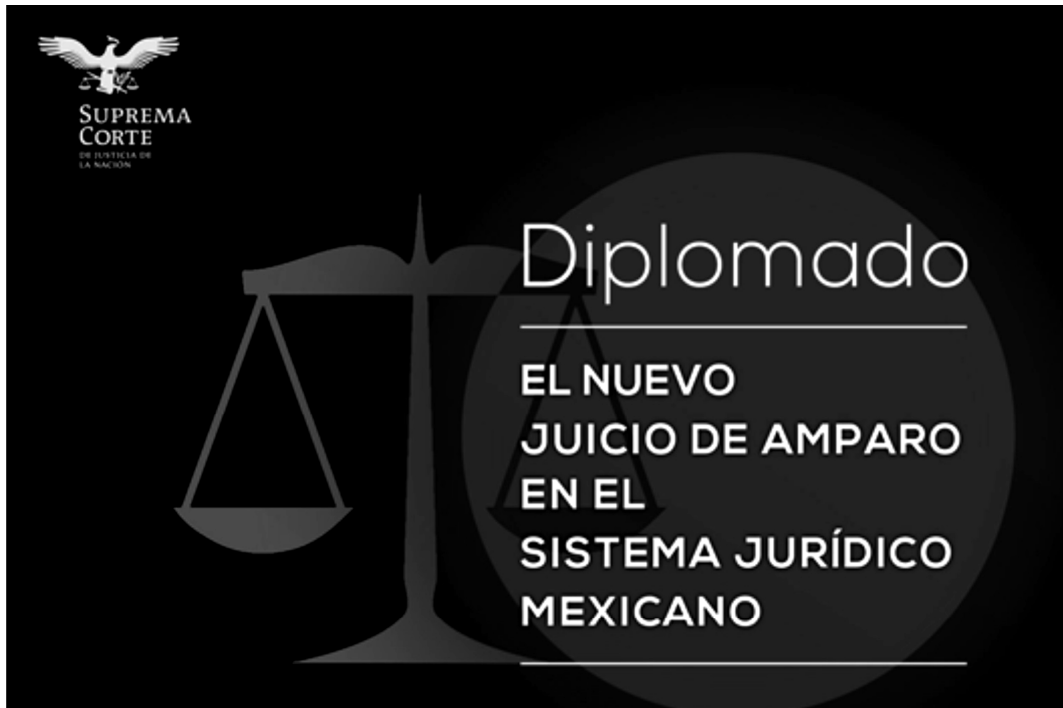 SUPREMA
CORTE
DE JUSTICIA DE
LA NACIÓN
Diplomado
EL NUEVO
JUICIO DE AMPARO
EN EL
SISTEMA JURÍDICO
MEXICANO